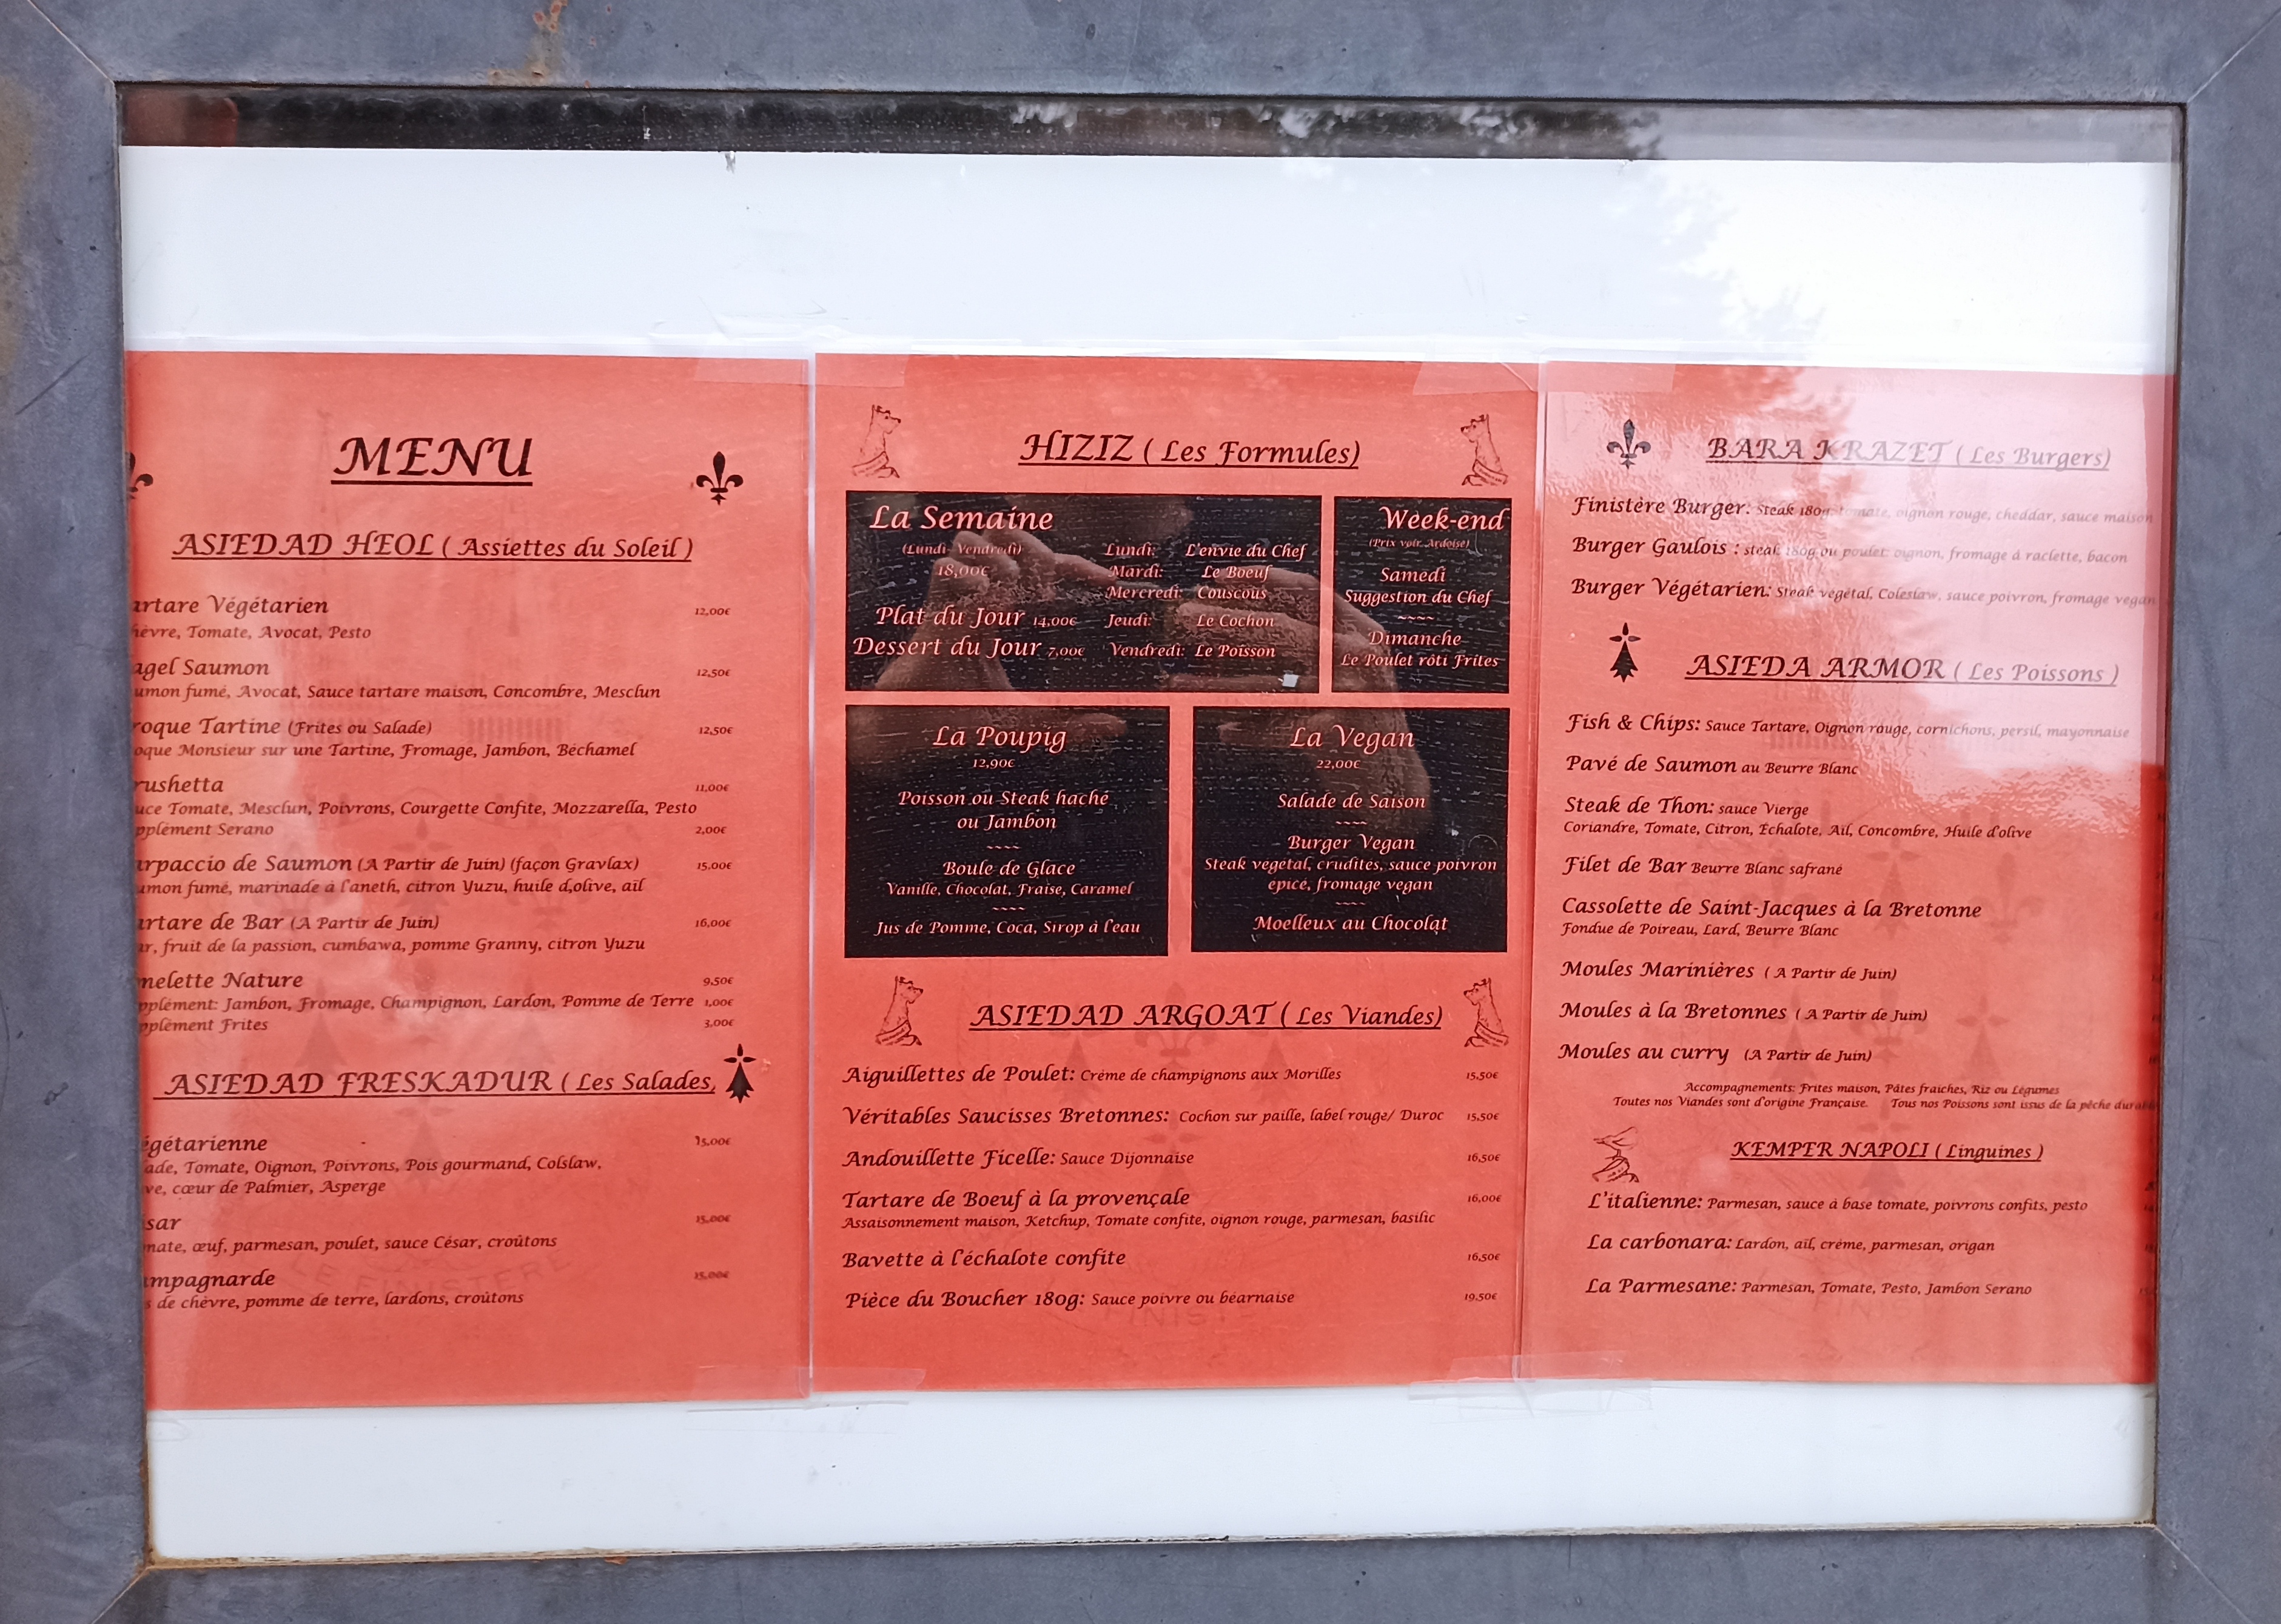 MENU
ASIEDAD HEOL ( Assiettes du Soleil )
artare Végétarien 12,00€
hèvre, Tomate, Avocat, Pesto
agel Saumon 12,50€
umon fumé, Avocat, Sauce tartare maison, Concombre, Mesclun
roque Tartine (Frites ou Salade) 12,50€
oque Monsieur sur une Tartine, Fromage, Jambon, Béchamel
rushetta 11,00€
uce Tomate, Mesclun, Poivrons, Courgette Confite, Mozzarella, Pesto
pplément Serano 2,00€
arpaccio de Saumon (A Partir de Juin) (façon Gravlax) 15,00€
umon fumé, marinade à l'aneth, citron Yuzu, huile d,olive, ail
artare de Bar (A Partir de Juin) 16,00€
ar, fruit de la passion, cumbawa, pomme Granny, citron Yuzu
melette Nature 9,50€
pplément: Jambon, Fromage, Champignon, Lardon, Pomme de Terre 1,00€
pplément Frites 3,00€
ASIEDAD FRESKADUR ( Les Salades)
égétarienne 15,00€
ade, Tomate, Oignon, Poivrons, Pois gourmand, Colslaw,
ve, cœur de Palmier, Asperge
sar 15,00€
mate, œuf, parmesan, poulet, sauce César, croûtons
ampagnarde 15,00€
s de chèvre, pomme de terre, lardons, croûtons
LE FINISTERE
HIZIZ ( Les Formules)
La Semaine
(Lundi- Vendredi)
18,00€
Plat du Jour 14,00€
Dessert du Jour 7,00€
Lundi: L'envie du Chef
Mardi: Le Boeuf
Mercredi: Couscous
Jeudi: Le Cochon
Vendredi: Le Poisson
Week-end
(Prix voir Ardoise)
Samedi
Suggestion du Chef
~~~~
Dimanche
Le Poulet rôti Frites
La Poupig
12,90€
Poisson ou Steak haché
ou Jambon
~~~~
Boule de Glace
Vanille, Chocolat, Fraise, Caramel
~~~~
Jus de Pomme, Coca, Sirop à l'eau
La Vegan
22,00€
Salade de Saison
~~~~
Burger Vegan
Steak végétal, crudités, sauce poivron
épicé, fromage vegan
~~~~
Moelleux au Chocolat
ASIEDAD ARGOAT ( Les Viandes)
Aiguillettes de Poulet: Crème de champignons aux Morilles 15,50€
Véritables Saucisses Bretonnes: Cochon sur paille, label rouge/ Duroc 15,50€
Andouillette Ficelle: Sauce Dijonnaise 16,50€
Tartare de Boeuf à la provençale 16,00€
Assaisonnement maison, Ketchup, Tomate confite, oignon rouge, parmesan, basilic
Bavette à l'échalote confite 16,50€
Pièce du Boucher 180g: Sauce poivre ou béarnaise 19,50€
BARA KRAZET ( Les Burgers)
Finistère Burger: Steak 180g, tomate, oignon rouge, cheddar, sauce maison
Burger Gaulois : steak 180g ou poulet: oignon, fromage à raclette, bacon
Burger Végétarien: Steak végétal, Coleslaw, sauce poivron, fromage vegan
ASIEDA ARMOR ( Les Poissons )
Fish & Chips: Sauce Tartare, Oignon rouge, cornichons, persil, mayonnaise
Pavé de Saumon au Beurre Blanc
Steak de Thon: sauce Vierge
Coriandre, Tomate, Citron, Échalote, Ail, Concombre, Huile d'olive
Filet de Bar Beurre Blanc safrané
Cassolette de Saint-Jacques à la Bretonne
Fondue de Poireau, Lard, Beurre Blanc
Moules Marinières ( A Partir de Juin)
Moules à la Bretonnes ( A Partir de Juin)
Moules au curry (A Partir de Juin)
Accompagnements: Frites maison, Pâtes fraiches, Riz ou Légumes
Toutes nos Viandes sont d'origine Française. Tous nos Poissons sont issus de la pêche durable
KEMPER NAPOLI ( Linguines )
L'italienne: Parmesan, sauce à base tomate, poivrons confits, pesto
La carbonara: Lardon, ail, crème, parmesan, origan
La Parmesane: Parmesan, Tomate, Pesto, Jambon Serano